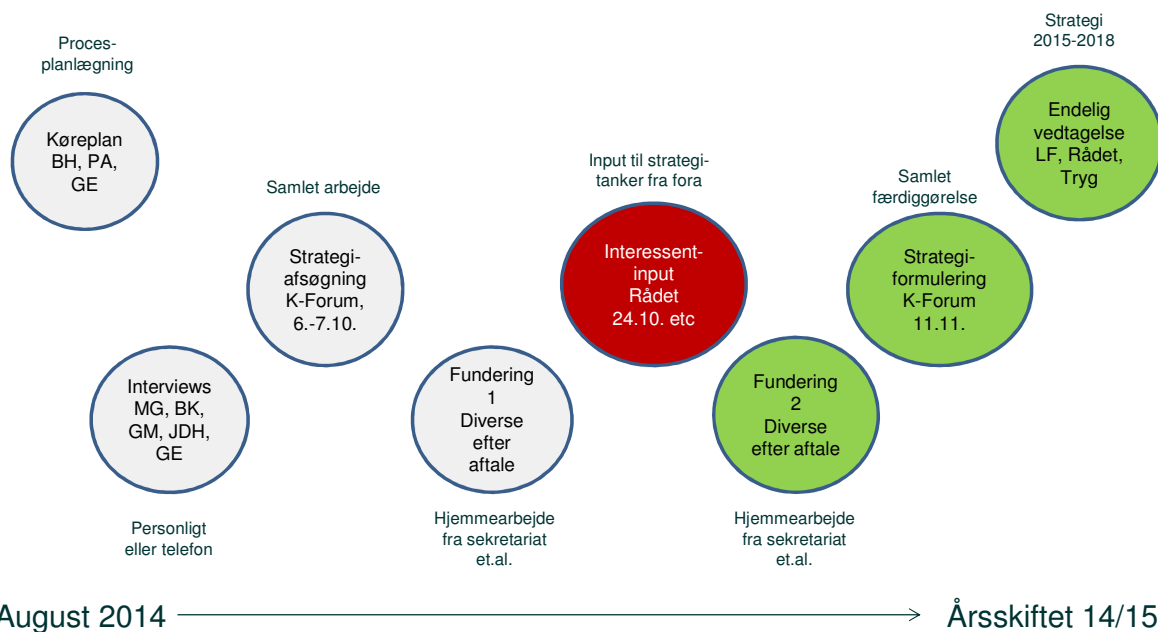 Proces-
planlægning
Køreplan
BH, PA,
GE
Interviews
MG, BK,
GM, JDH,
GE
Personligt
eller telefon
Samlet arbejde
Strategi-
afsøgning
K-Forum,
6.-7.10.
Fundering
1
Diverse
efter
aftale
Hjemmearbejde
fra sekretariat
et.al.
Input til strategi-
tanker fra fora
Interessent-
input
Rådet
24.10. etc
Fundering
2
Diverse
efter aftale
Hjemmearbejde
fra sekretariat
et.al.
Samlet
færdiggørelse
Strategi-
formulering
K-Forum
11.11.
Strategi
2015-2018
Endelig
vedtagelse
LF, Rådet,
Tryg
August 2014
Årsskiftet 14/15